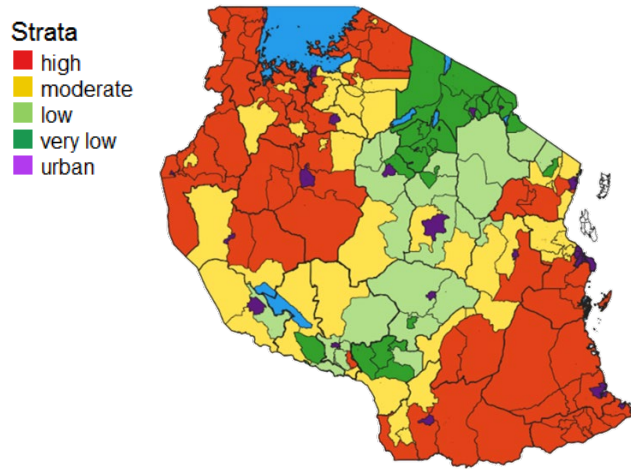 Strata
high
moderate
low
very low
urban